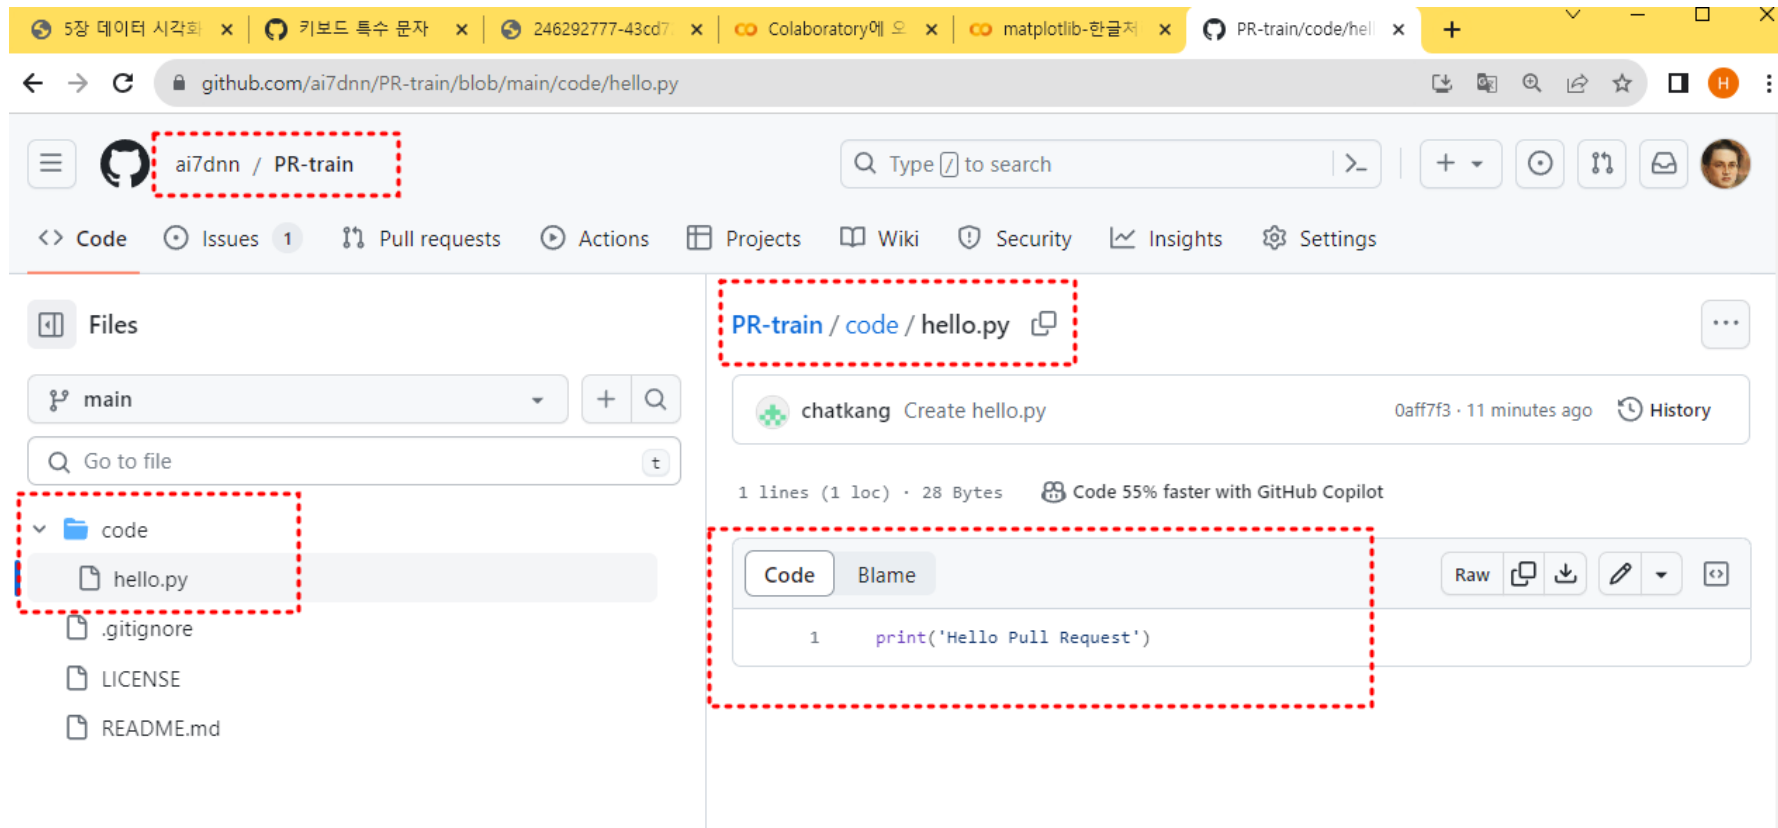 5장 데이터 시각화
키보드 특수 문자
246292777-43cd7
Colaboratory에 오
matplotlib-한글처
PR-train/code/hell
github.com/ai7dnn/PR-train/blob/main/code/hello.py
H
ai7dnn / PR-train
Type / to search
Code
Issues 1
Pull requests
Actions
Projects
Wiki
Security
Insights
Settings
Files
main
Go to file
t
code
hello.py
.gitignore
LICENSE
README.md
PR-train / code / hello.py
chatkang Create hello.py
0aff7f3 · 11 minutes ago
History
1 lines (1 loc) · 28 Bytes
Code 55% faster with GitHub Copilot
Code
Blame
Raw
1 print('Hello Pull Request')